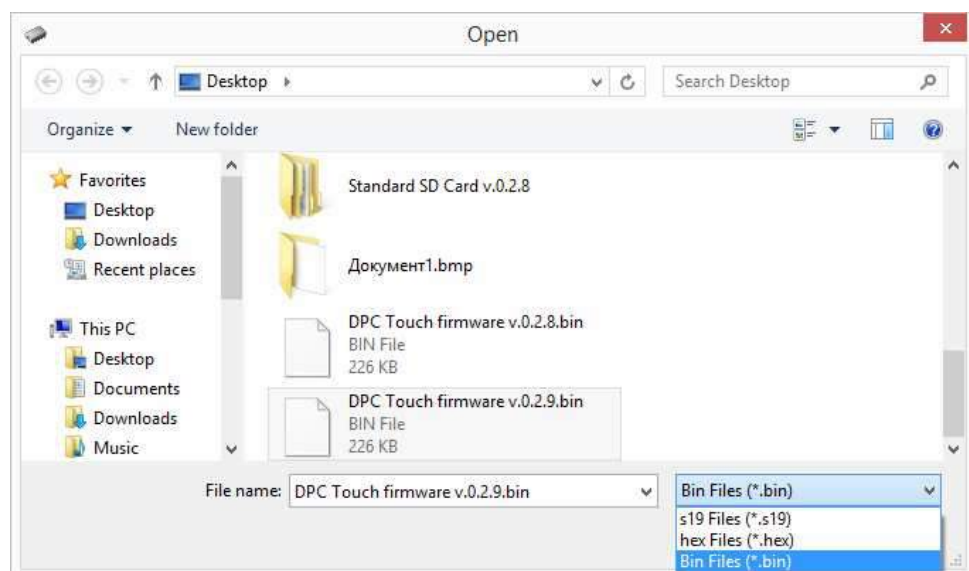 Open
Desktop
Search Desktop
Organize
New folder
Favorites
Desktop
Downloads
Recent places
This PC
Desktop
Documents
Downloads
Music
Standard SD Card v.0.2.8
Документ1.bmp
DPC Touch firmware v.0.2.8.bin
BIN File
226 KB
DPC Touch firmware v.0.2.9.bin
BIN File
226 KB
File name: DPC Touch firmware v.0.2.9.bin
Bin Files (*.bin)
s19 Files (*.s19)
hex Files (*.hex)
Bin Files (*.bin)